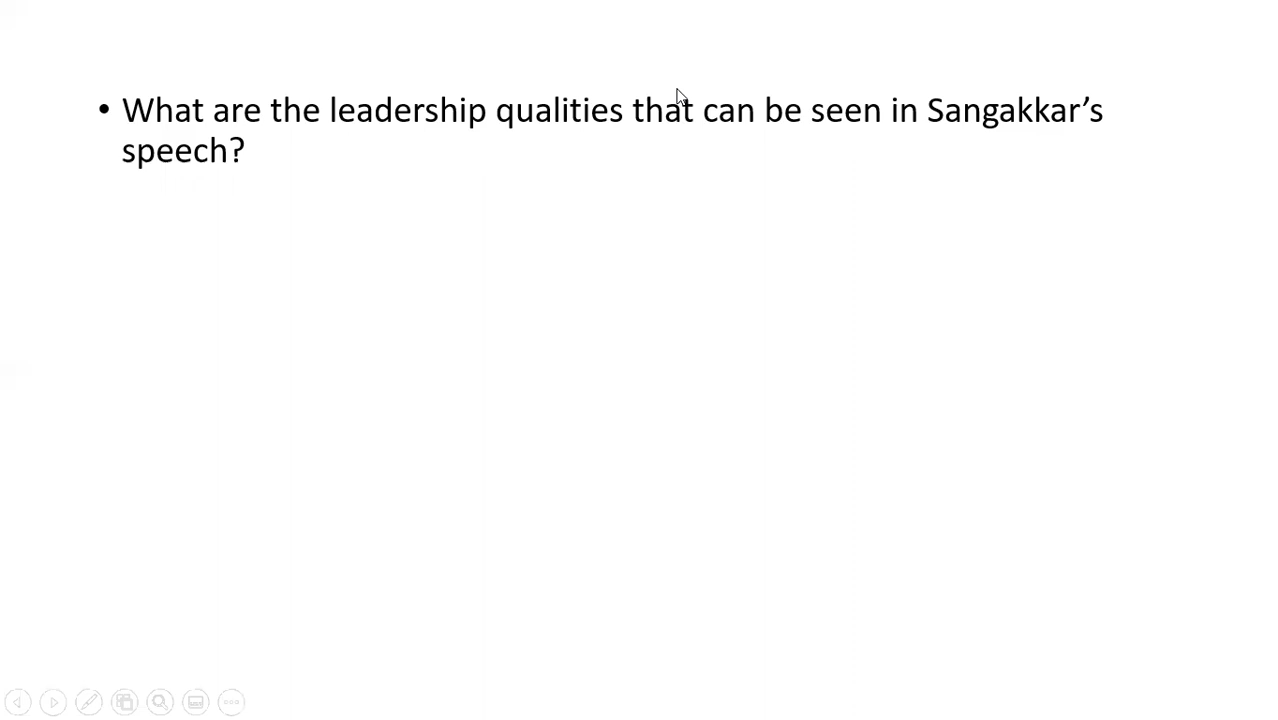 • What are the leadership qualities that can be seen in Sangakkar’s
speech?